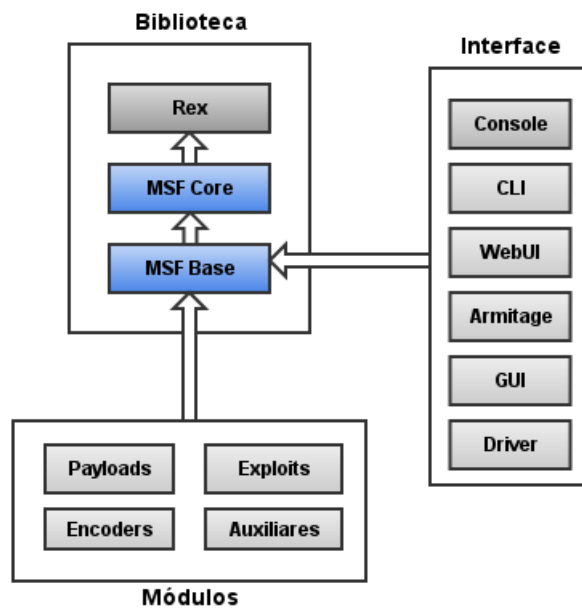 Biblioteca
Rex
MSF Core
MSF Base
Interface
Console
CLI
WebUI
Armitage
GUI
Driver
Payloads
Exploits
Encoders
Auxiliares
Módulos